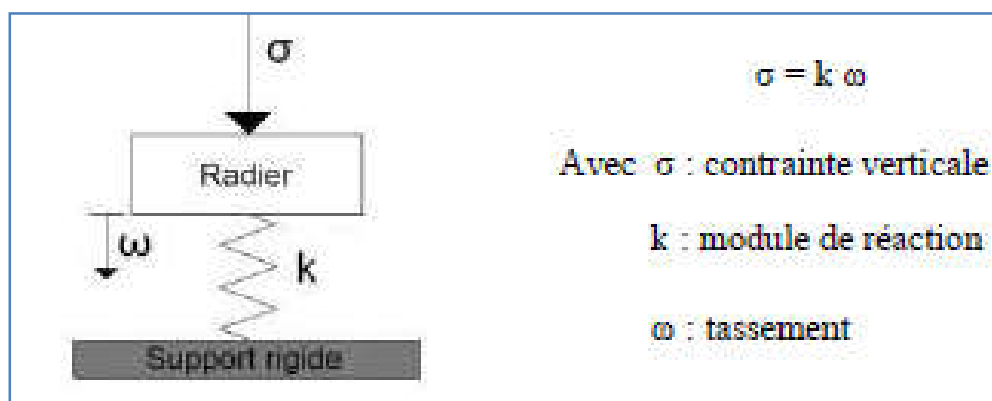 σ
Radier
ω
k
Support rigide
σ = k ω
Avec σ : contrainte verticale
k : module de réaction
ω : tassement